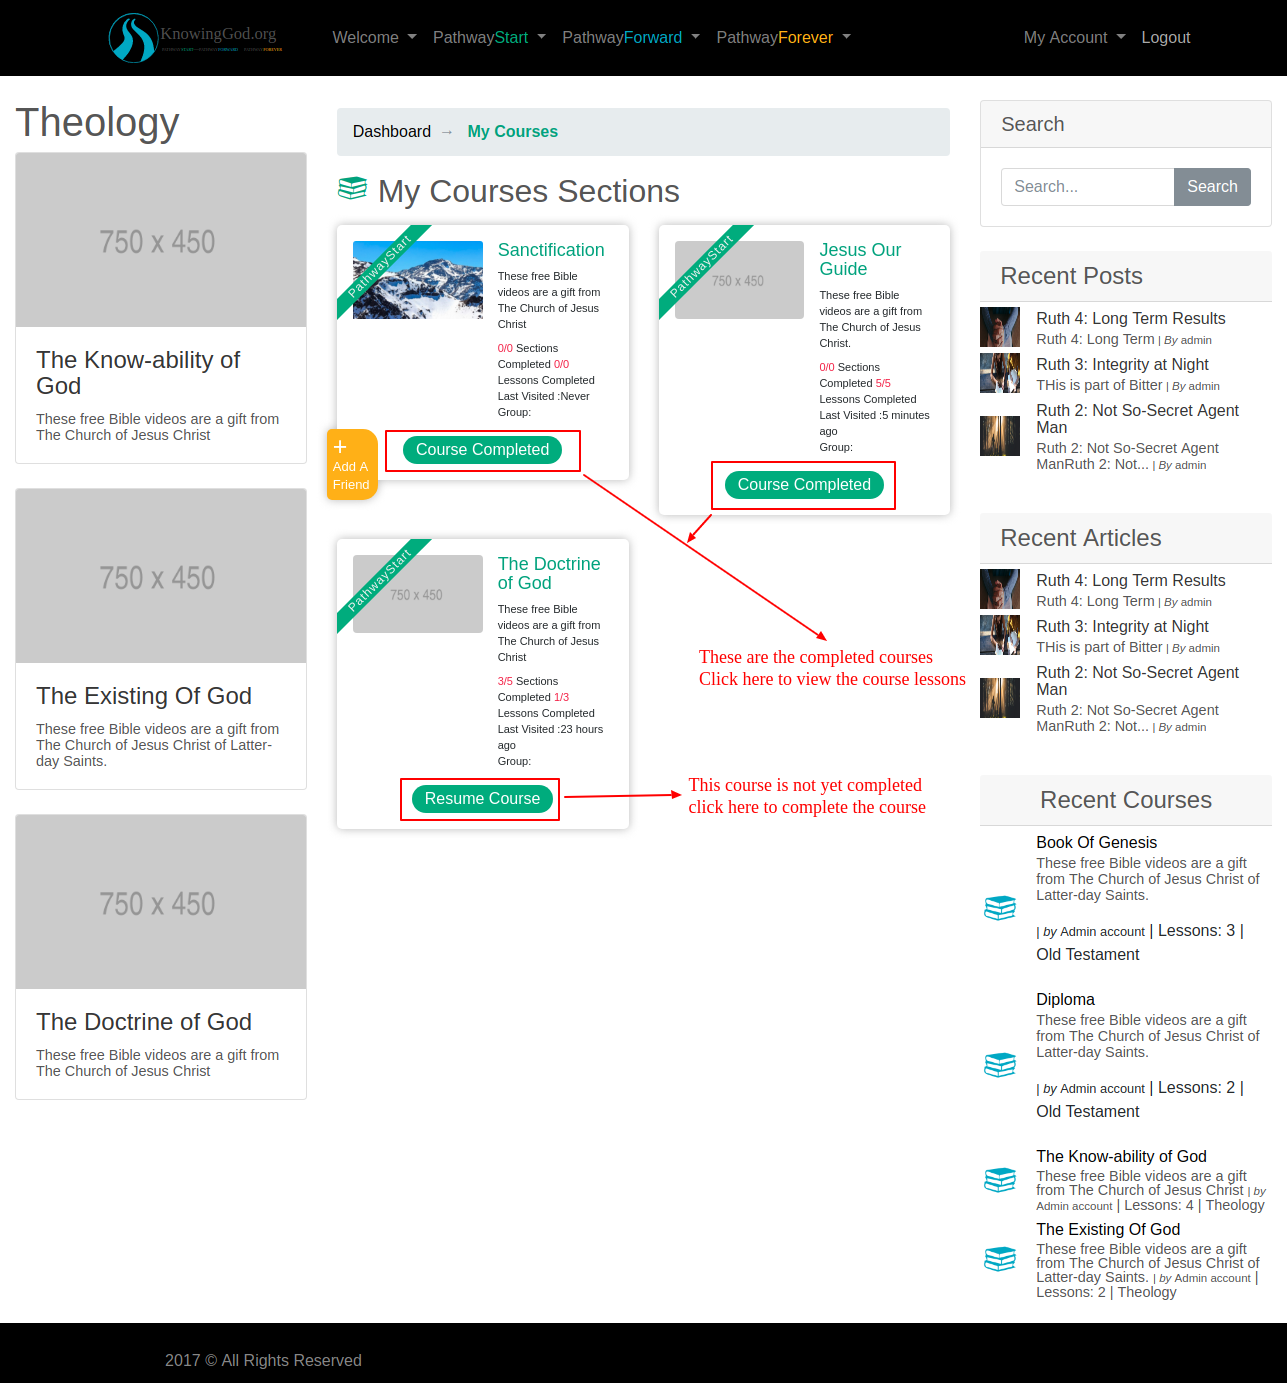 KnowingGod.org
Welcome
PathwayStart
PathwayForward
PathwayForever
My Account
Logout
Theology
750 x 450
The Know-ability of
God
These free Bible videos are a gift from
The Church of Jesus Christ
750 x 450
The Existing Of God
These free Bible videos are a gift from
The Church of Jesus Christ of Latter-
day Saints.
750 x 450
The Doctrine of God
These free Bible videos are a gift from
The Church of Jesus Christ
Dashboard → My Courses
My Courses Sections
PathwayStart
Sanctification
These free Bible
videos are a gift from
The Church of Jesus
Christ
0/0 Sections
Completed 0/0
Lessons Completed
Last Visited :Never
Group:
Course Completed
+
Add A
Friend
PathwayStart
750 x 450
Jesus Our
Guide
These free Bible
videos are a gift from
The Church of Jesus
Christ.
0/0 Sections
Completed 5/5
Lessons Completed
Last Visited :5 minutes
ago
Group:
Course Completed
PathwayStart
750 x 450
The Doctrine
of God
These free Bible
videos are a gift from
The Church of Jesus
Christ
3/5 Sections
Completed 1/3
Lessons Completed
Last Visited :23 hours
ago
Group:
Resume Course
These are the completed courses
Click here to view the course lessons
This course is not yet completed
click here to complete the course
Search
Search...
Search
Recent Posts
Ruth 4: Long Term Results
Ruth 4: Long Term | By admin
Ruth 3: Integrity at Night
THis is part of Bitter | By admin
Ruth 2: Not So-Secret Agent
Man
Ruth 2: Not So-Secret Agent
ManRuth 2: Not... | By admin
Recent Articles
Ruth 4: Long Term Results
Ruth 4: Long Term | By admin
Ruth 3: Integrity at Night
THis is part of Bitter | By admin
Ruth 2: Not So-Secret Agent
Man
Ruth 2: Not So-Secret Agent
ManRuth 2: Not... | By admin
Recent Courses
Book Of Genesis
These free Bible videos are a gift
from The Church of Jesus Christ of
Latter-day Saints.
| by Admin account | Lessons: 3 |
Old Testament
Diploma
These free Bible videos are a gift
from The Church of Jesus Christ of
Latter-day Saints.
| by Admin account | Lessons: 2 |
Old Testament
The Know-ability of God
These free Bible videos are a gift
from The Church of Jesus Christ | by
Admin account | Lessons: 4 | Theology
The Existing Of God
These free Bible videos are a gift
from The Church of Jesus Christ of
Latter-day Saints. | by Admin account |
Lessons: 2 | Theology
2017 © All Rights Reserved